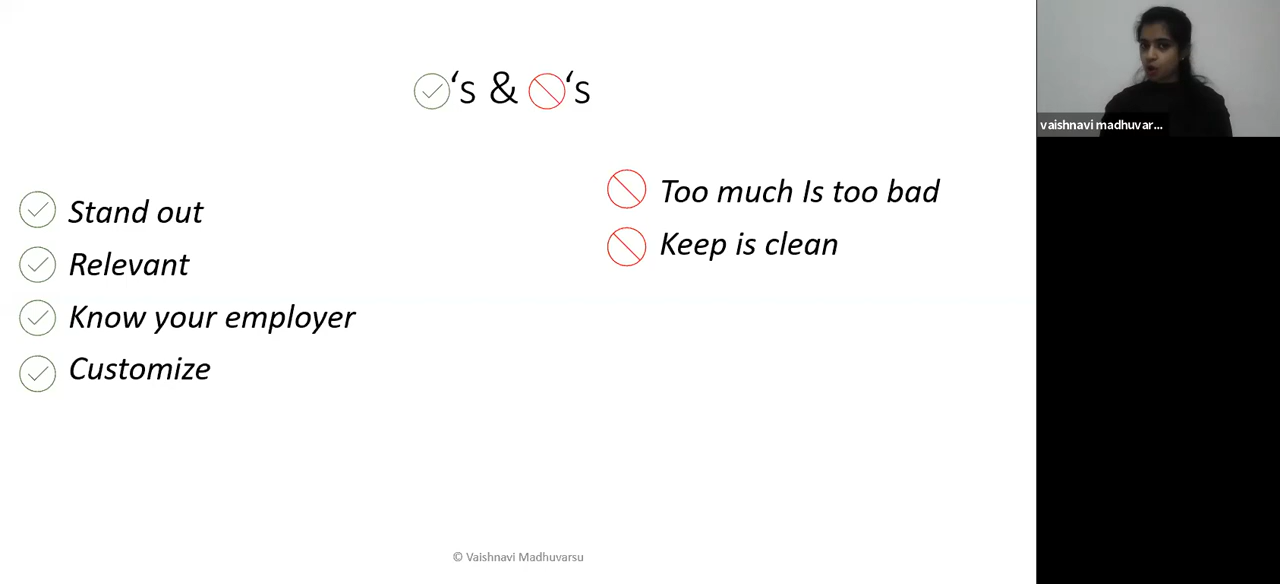 ‘s & ‘s
Stand out
Relevant
Know your employer
Customize
Too much Is too bad
Keep is clean
© Vaishnavi Madhuvarsu
vaishnavi madhuvar...